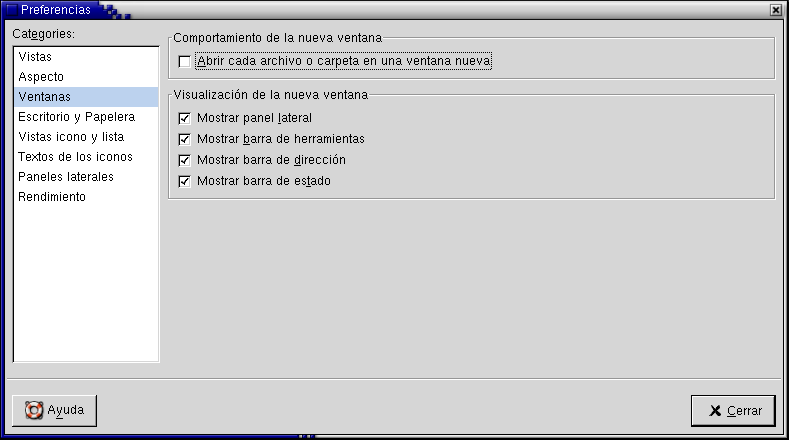 Preferencias
Categories:
Vistas
Aspecto
Ventanas
Escritorio y Papelera
Vistas icono y lista
Textos de los iconos
Paneles laterales
Rendimiento
Comportamiento de la nueva ventana
Abrir cada archivo o carpeta en una ventana nueva
Visualización de la nueva ventana
Mostrar panel lateral
Mostrar barra de herramientas
Mostrar barra de dirección
Mostrar barra de estado
Ayuda
Cerrar